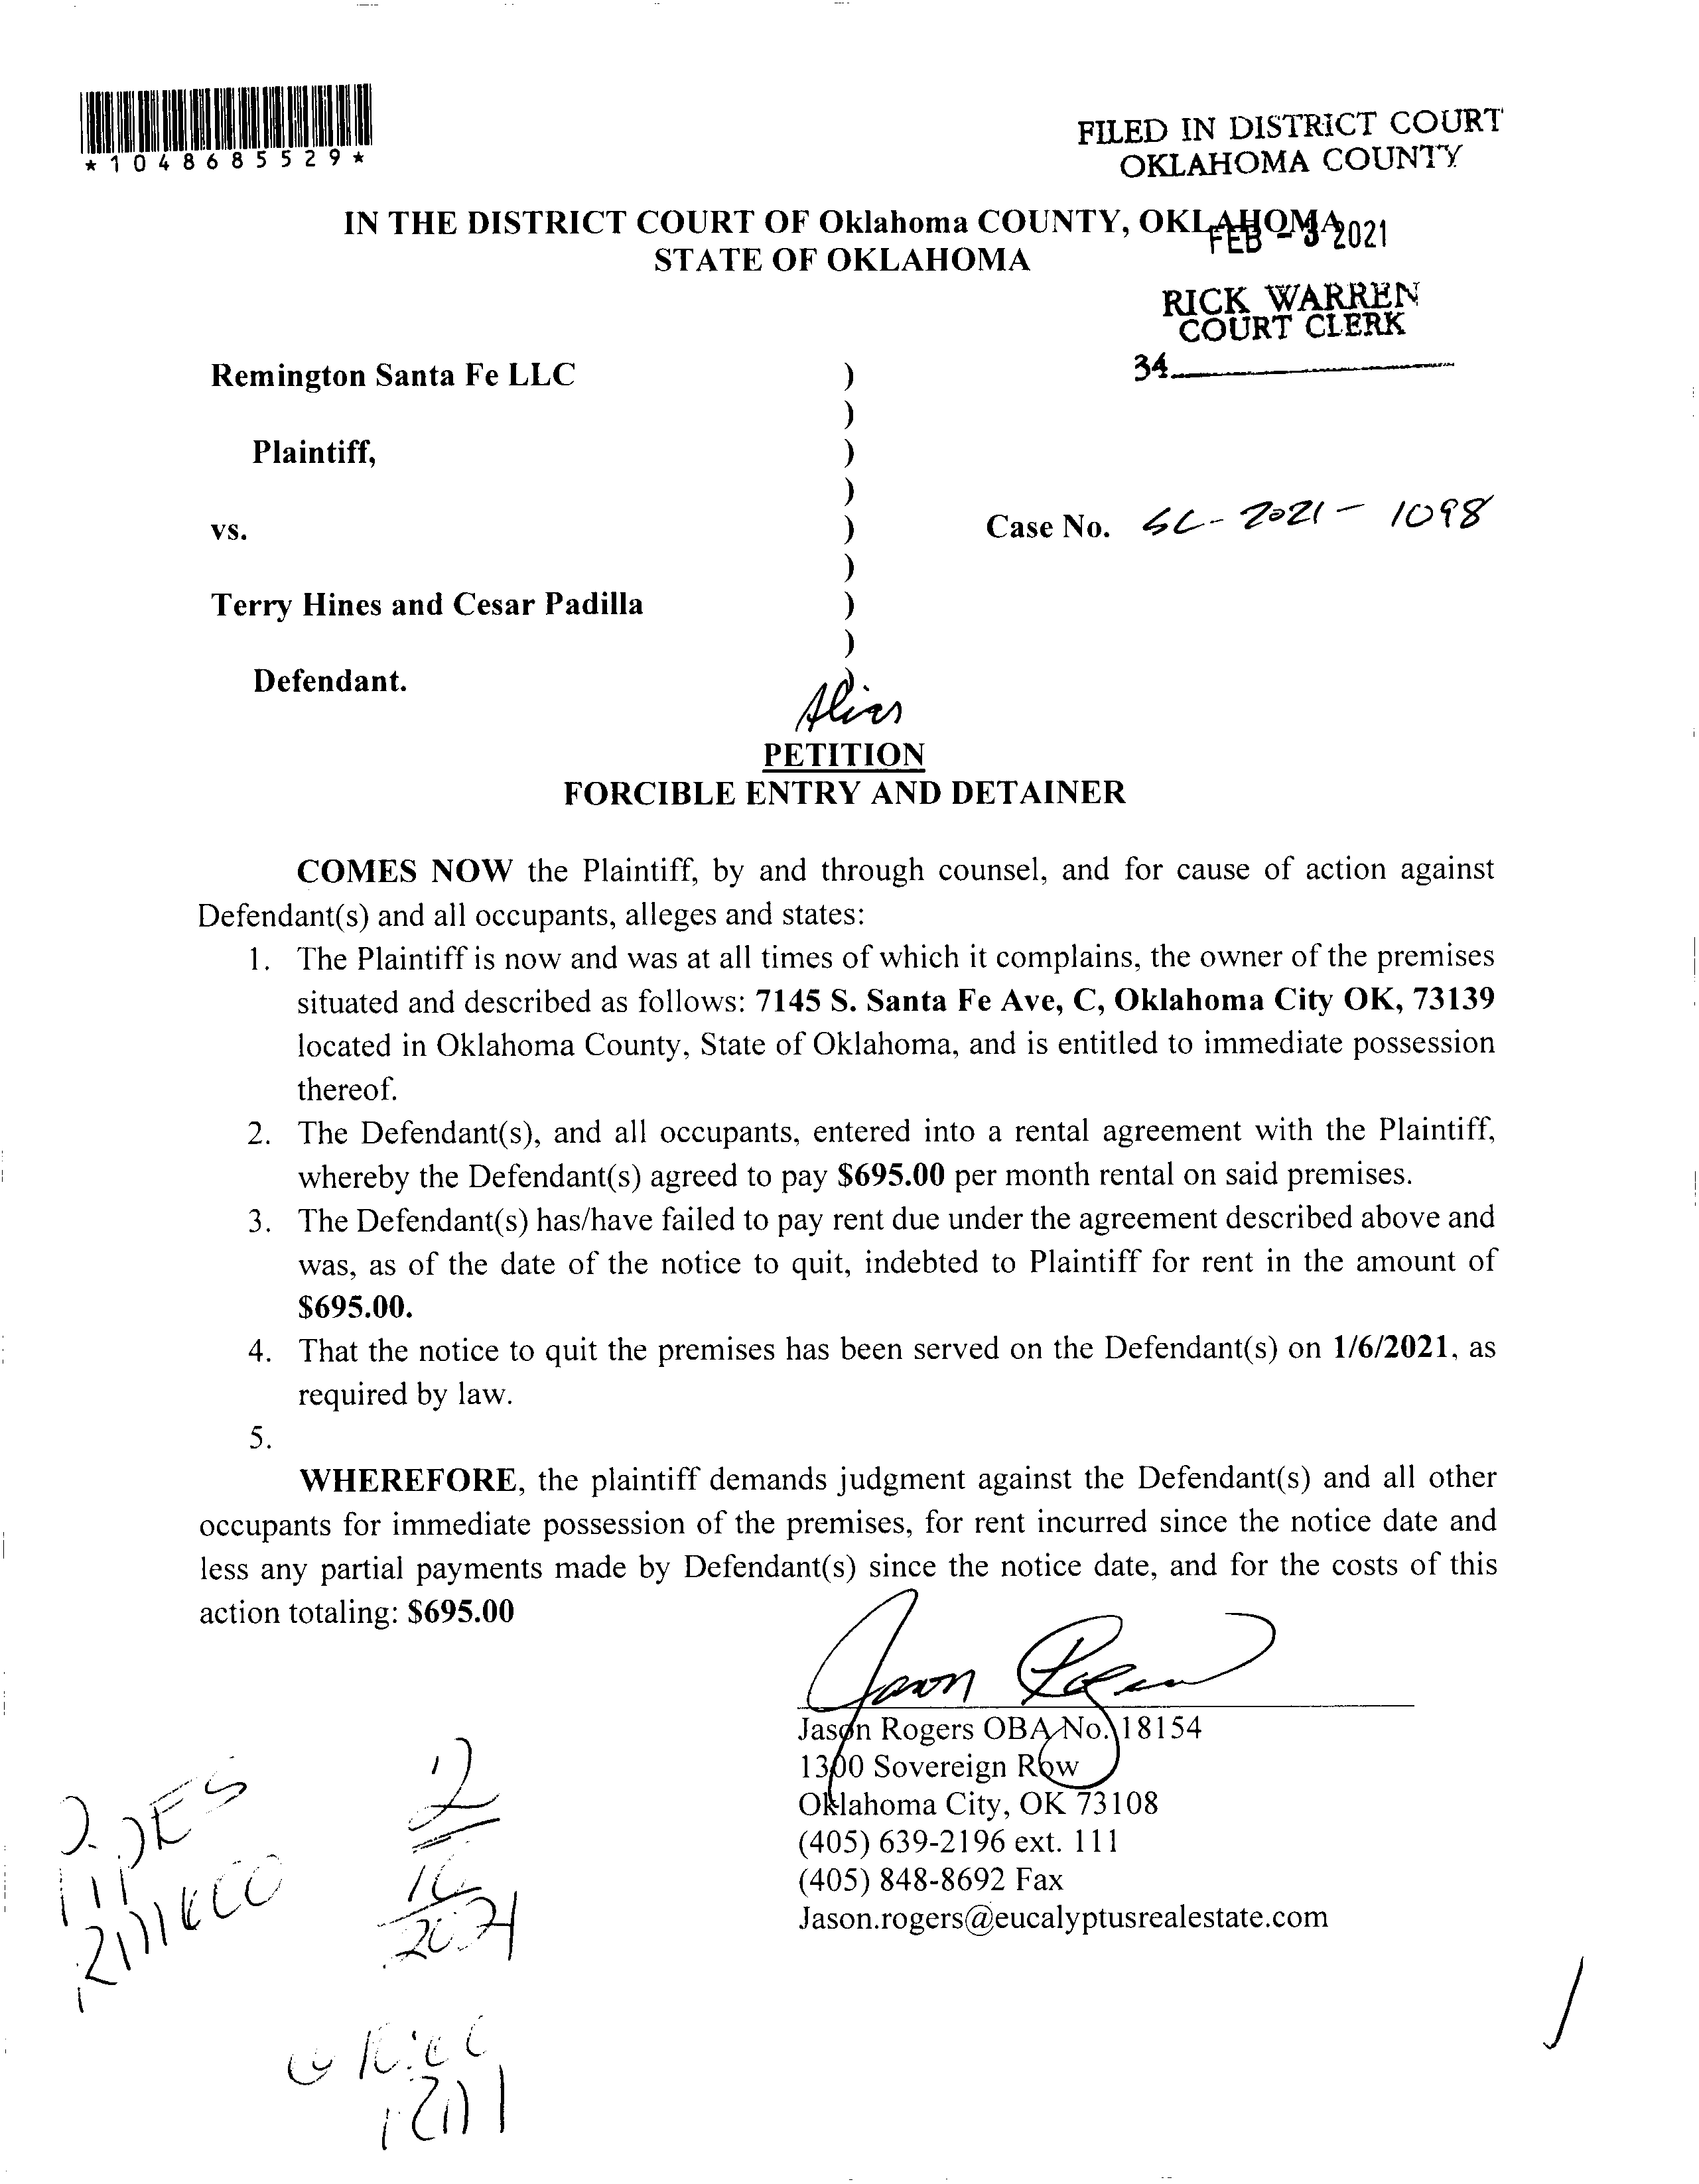 *1048685529*
FILED IN DISTRICT COURT
OKLAHOMA COUNTY
IN THE DISTRICT COURT OF Oklahoma COUNTY, OKLAHOMA
STATE OF OKLAHOMA
FEB - 3 2021
RICK WARREN
COURT CLERK
34
Remington Santa Fe LLC )
)
Plaintiff, )
)
vs. ) Case No. SC-2021-1098
)
Terry Hines and Cesar Padilla )
)
Defendant. )
Alias
PETITION
FORCIBLE ENTRY AND DETAINER
COMES NOW the Plaintiff, by and through counsel, and for cause of action against
Defendant(s) and all occupants, alleges and states:
1. The Plaintiff is now and was at all times of which it complains, the owner of the premises
situated and described as follows: 7145 S. Santa Fe Ave, C, Oklahoma City OK, 73139
located in Oklahoma County, State of Oklahoma, and is entitled to immediate possession
thereof.
2. The Defendant(s), and all occupants, entered into a rental agreement with the Plaintiff,
whereby the Defendant(s) agreed to pay $695.00 per month rental on said premises.
3. The Defendant(s) has/have failed to pay rent due under the agreement described above and
was, as of the date of the notice to quit, indebted to Plaintiff for rent in the amount of
$695.00.
4. That the notice to quit the premises has been served on the Defendant(s) on 1/6/2021, as
required by law.
5.
WHEREFORE, the plaintiff demands judgment against the Defendant(s) and all other
occupants for immediate possession of the premises, for rent incurred since the notice date and
less any partial payments made by Defendant(s) since the notice date, and for the costs of this
action totaling: $695.00
Jason Rogers
Jason Rogers OBA No. 18154
1300 Sovereign Row
Oklahoma City, OK 73108
(405) 639-2196 ext. 111
(405) 848-8692 Fax
Jason.rogers@eucalyptusrealestate.com
2
16
2021